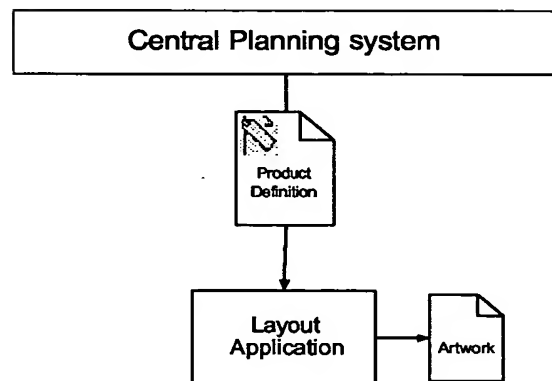 Central Planning system
Product
Definition
Layout
Application
Artwork